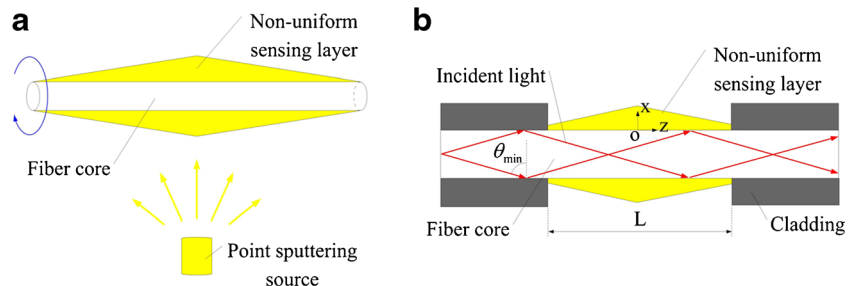 a
Non-uniform
sensing layer
Fiber core
Point sputtering
source
b
Incident light
Non-uniform
sensing layer
x
o
z
θmin
Fiber core
L
Cladding